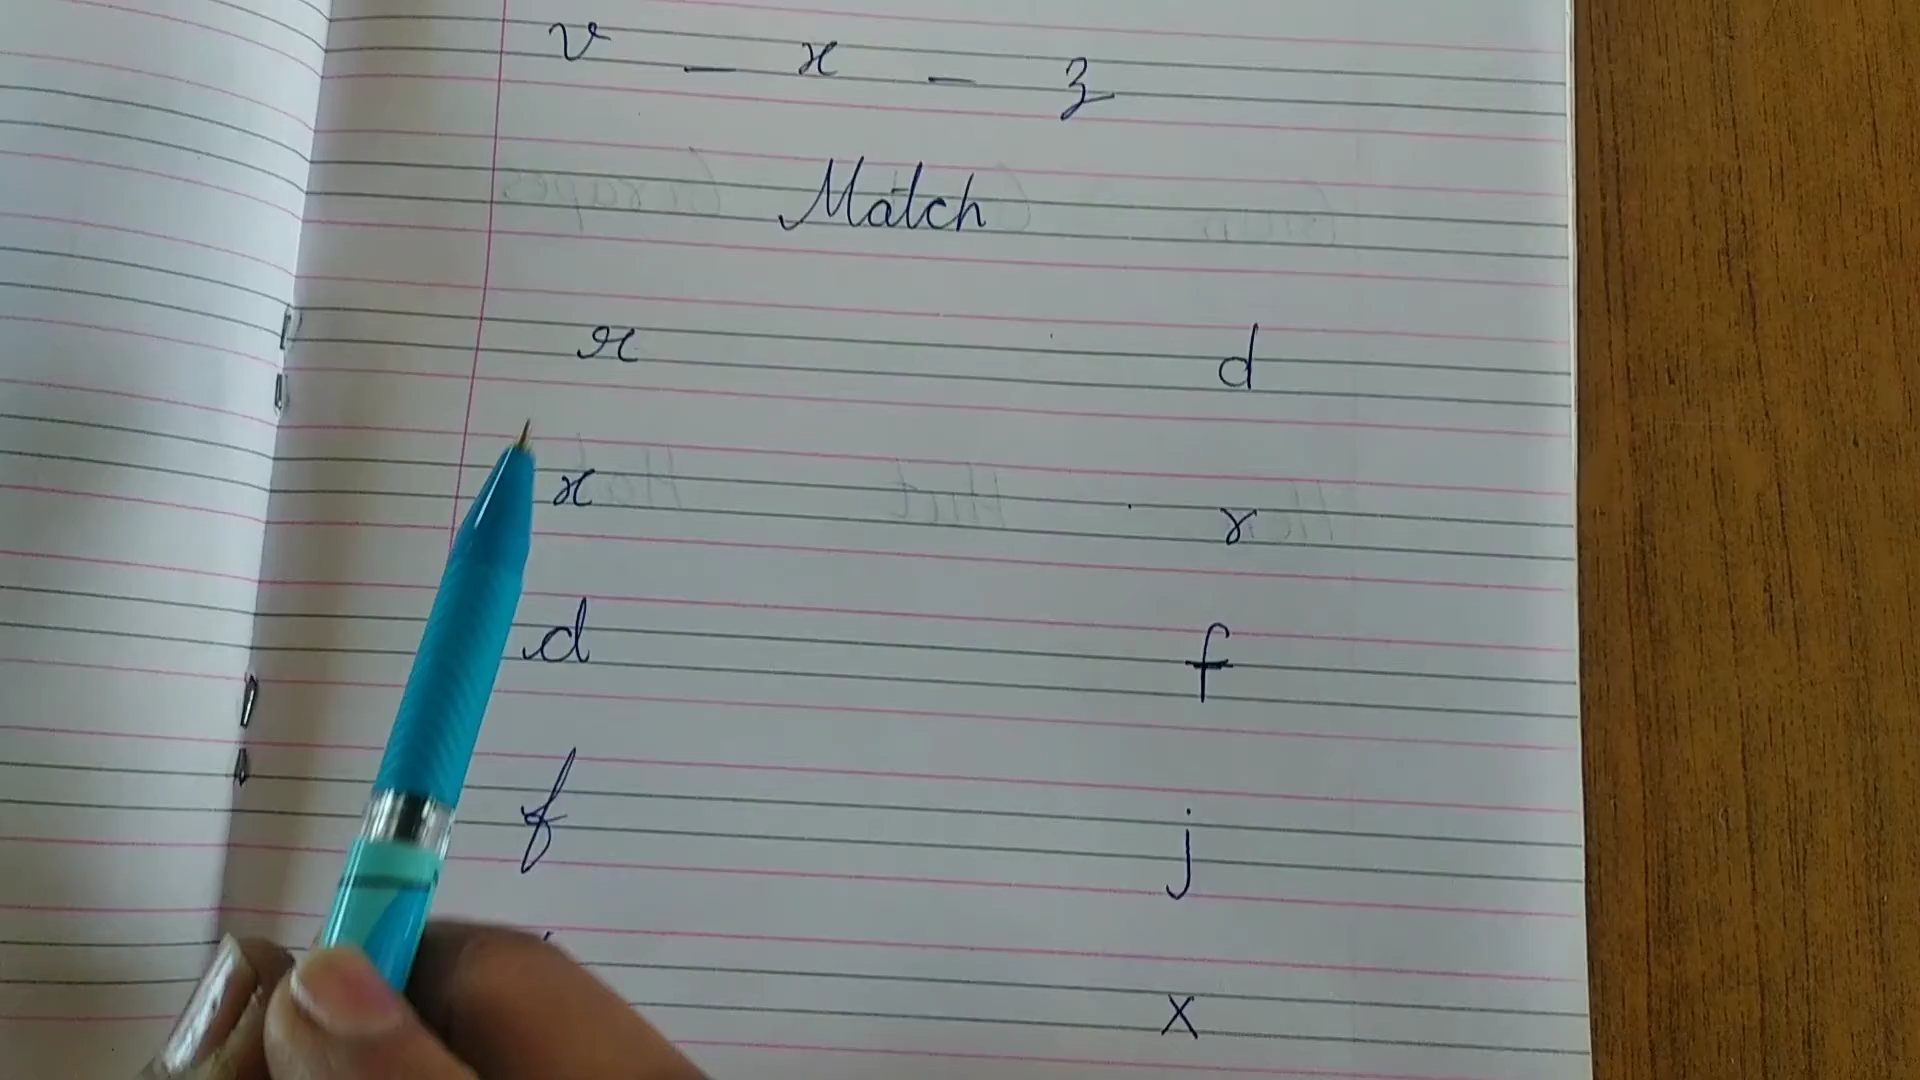 v _ x _ z
Match
r d
x r
d f
f j
x